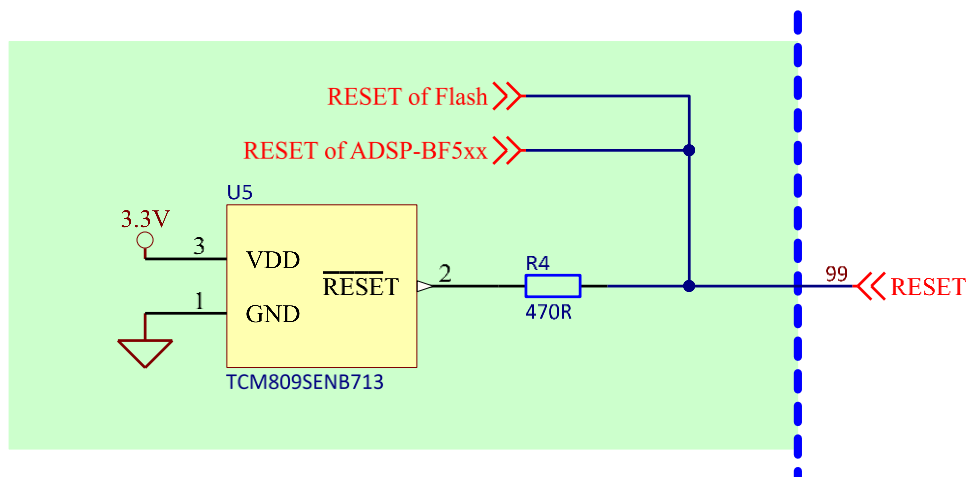 RESET of Flash
RESET of ADSP-BF5xx
U5
3.3V
3
VDD
RESET
2
R4
470R
99
RESET
1
GND
TCM809SENB713